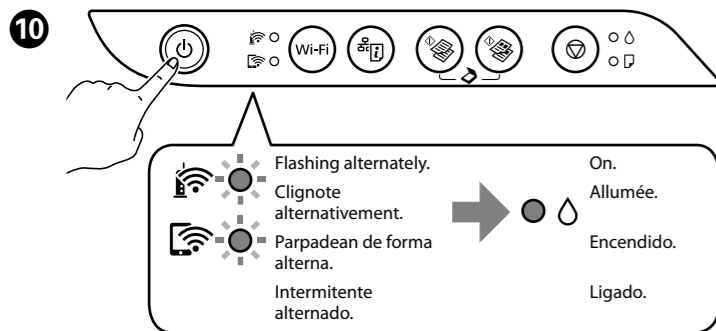 10
Wi-Fi
Flashing alternately.
On.
Clignote
alternativement.
Allumée.
Parpadean de forma
alterna.
Encendido.
Intermitente
alternado.
Ligado.